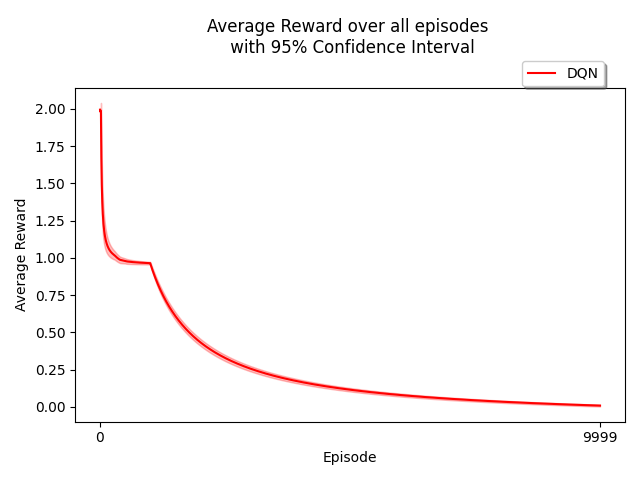 Average Reward over all episodes
with 95% Confidence Interval
DQN
2.00
1.75
1.50
1.25
1.00
0.75
0.50
0.25
0.00
Average Reward
0
9999
Episode